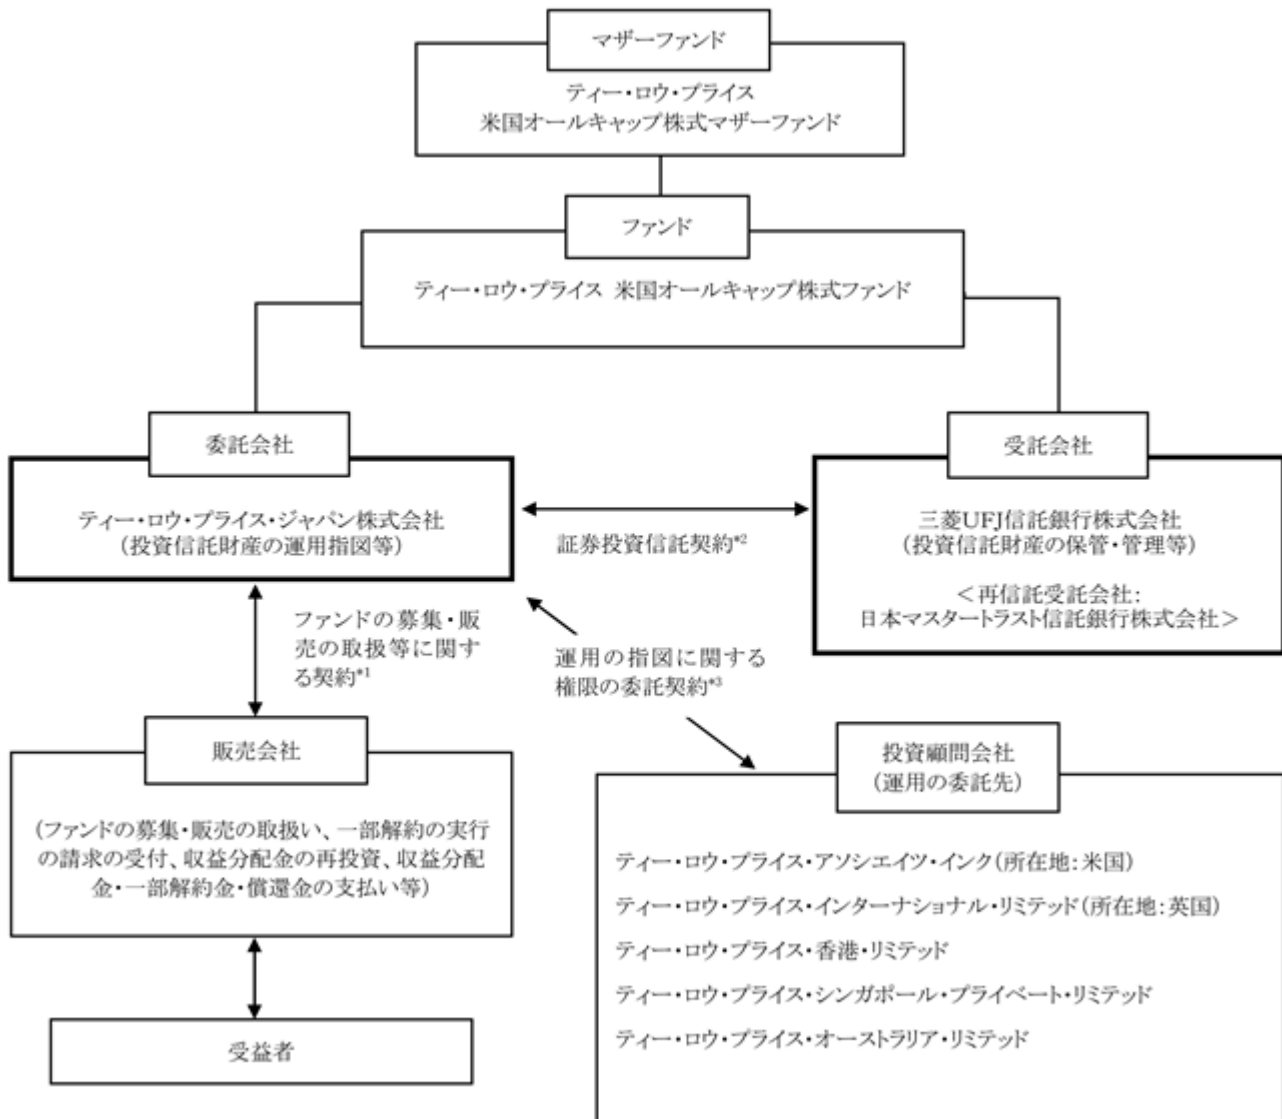 マザーファンド
ティー・ロウ・プライス
米国オールキャップ株式マザーファンド
ファンド
ティー・ロウ・プライス 米国オールキャップ株式ファンド
委託会社
ティー・ロウ・プライス・ジャパン株式会社
(投資信託財産の運用指図等)
証券投資信託契約*2
受託会社
三菱UFJ信託銀行株式会社
(投資信託財産の保管・管理等)
<再信託受託会社:
日本マスタートラスト信託銀行株式会社>
ファンドの募集・販
売の取扱等に関す
る契約*1
運用の指図に関する
権限の委託契約*3
販売会社
(ファンドの募集・販売の取扱い、一部解約の実行
の請求の受付、収益分配金の再投資、収益分配
金・一部解約金・償還金の支払い等)
受益者
投資顧問会社
(運用の委託先)
ティー・ロウ・プライス・アソシエイツ・インク(所在地:米国)
ティー・ロウ・プライス・インターナショナル・リミテッド(所在地:英国)
ティー・ロウ・プライス・香港・リミテッド
ティー・ロウ・プライス・シンガポール・プライベート・リミテッド
ティー・ロウ・プライス・オーストラリア・リミテッド